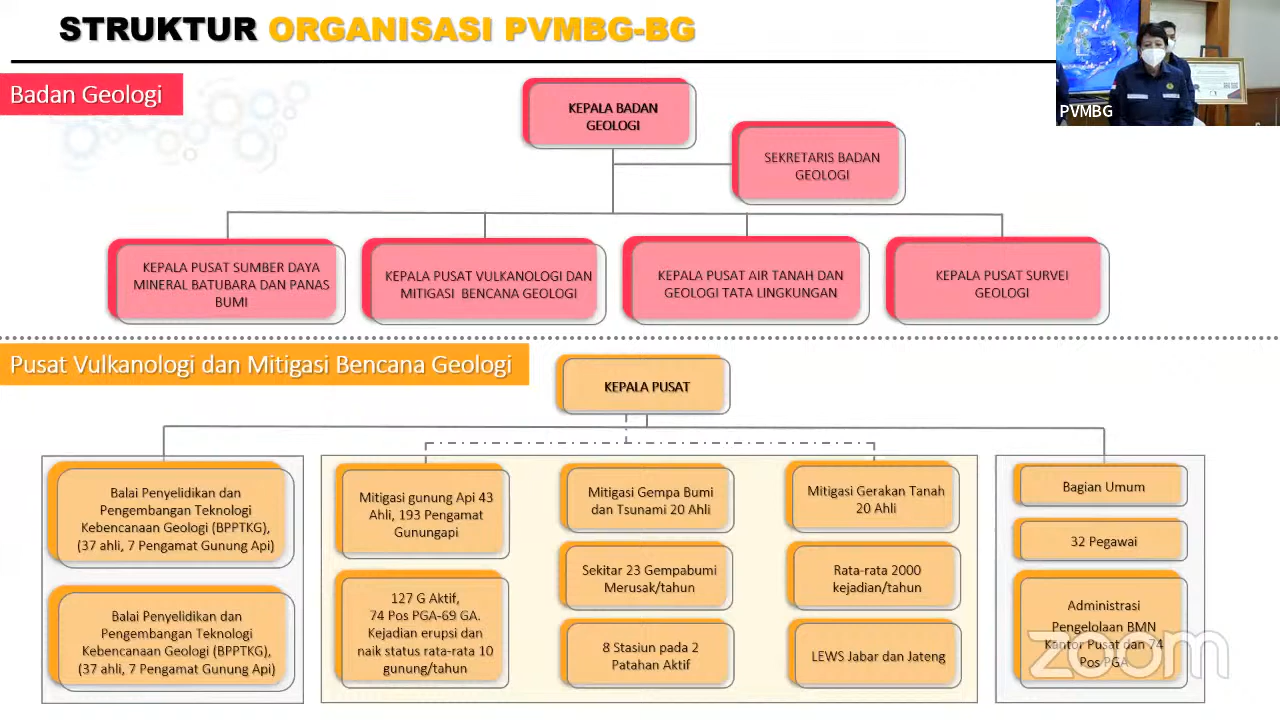 STRUKTUR ORGANISASI PVMBG-BG
PVMBG
Badan Geologi
KEPALA BADAN
GEOLOGI
SEKRETARIS BADAN
GEOLOGI
KEPALA PUSAT SUMBER DAYA
MINERAL BATUBARA DAN PANAS
BUMI
KEPALA PUSAT VULKANOLOGI DAN
MITIGASI BENCANA GEOLOGI
KEPALA PUSAT AIR TANAH DAN
GEOLOGI TATA LINGKUNGAN
KEPALA PUSAT SURVEI
GEOLOGI
Pusat Vulkanologi dan Mitigasi Bencana Geologi
KEPALA PUSAT
Balai Penyelidikan dan
Pengembangan Teknologi
Kebencanaan Geologi (BPPTKG),
(37 ahli, 7 Pengamat Gunung Api)
Balai Penyelidikan dan
Pengembangan Teknologi
Kebencanaan Geologi (BPPTKG),
(37 ahli, 7 Pengamat Gunung Api)
Mitigasi gunung Api 43
Ahli, 193 Pengamat
Gunungapi
127 G Aktif,
74 Pos PGA-69 GA.
Kejadian erupsi dan
naik status rata-rata 10
gunung/tahun
Mitigasi Gempa Bumi
dan Tsunami 20 Ahli
Sekitar 23 Gempabumi
Merusak/tahun
8 Stasiun pada 2
Patahan Aktif
Mitigasi Gerakan Tanah
20 Ahli
Rata-rata 2000
kejadian/tahun
LEWS Jabar dan Jateng
Bagian Umum
32 Pegawai
Administrasi
Pengelolaan BMN
Kantor Pusat dan 74
Pos PGA
zoom